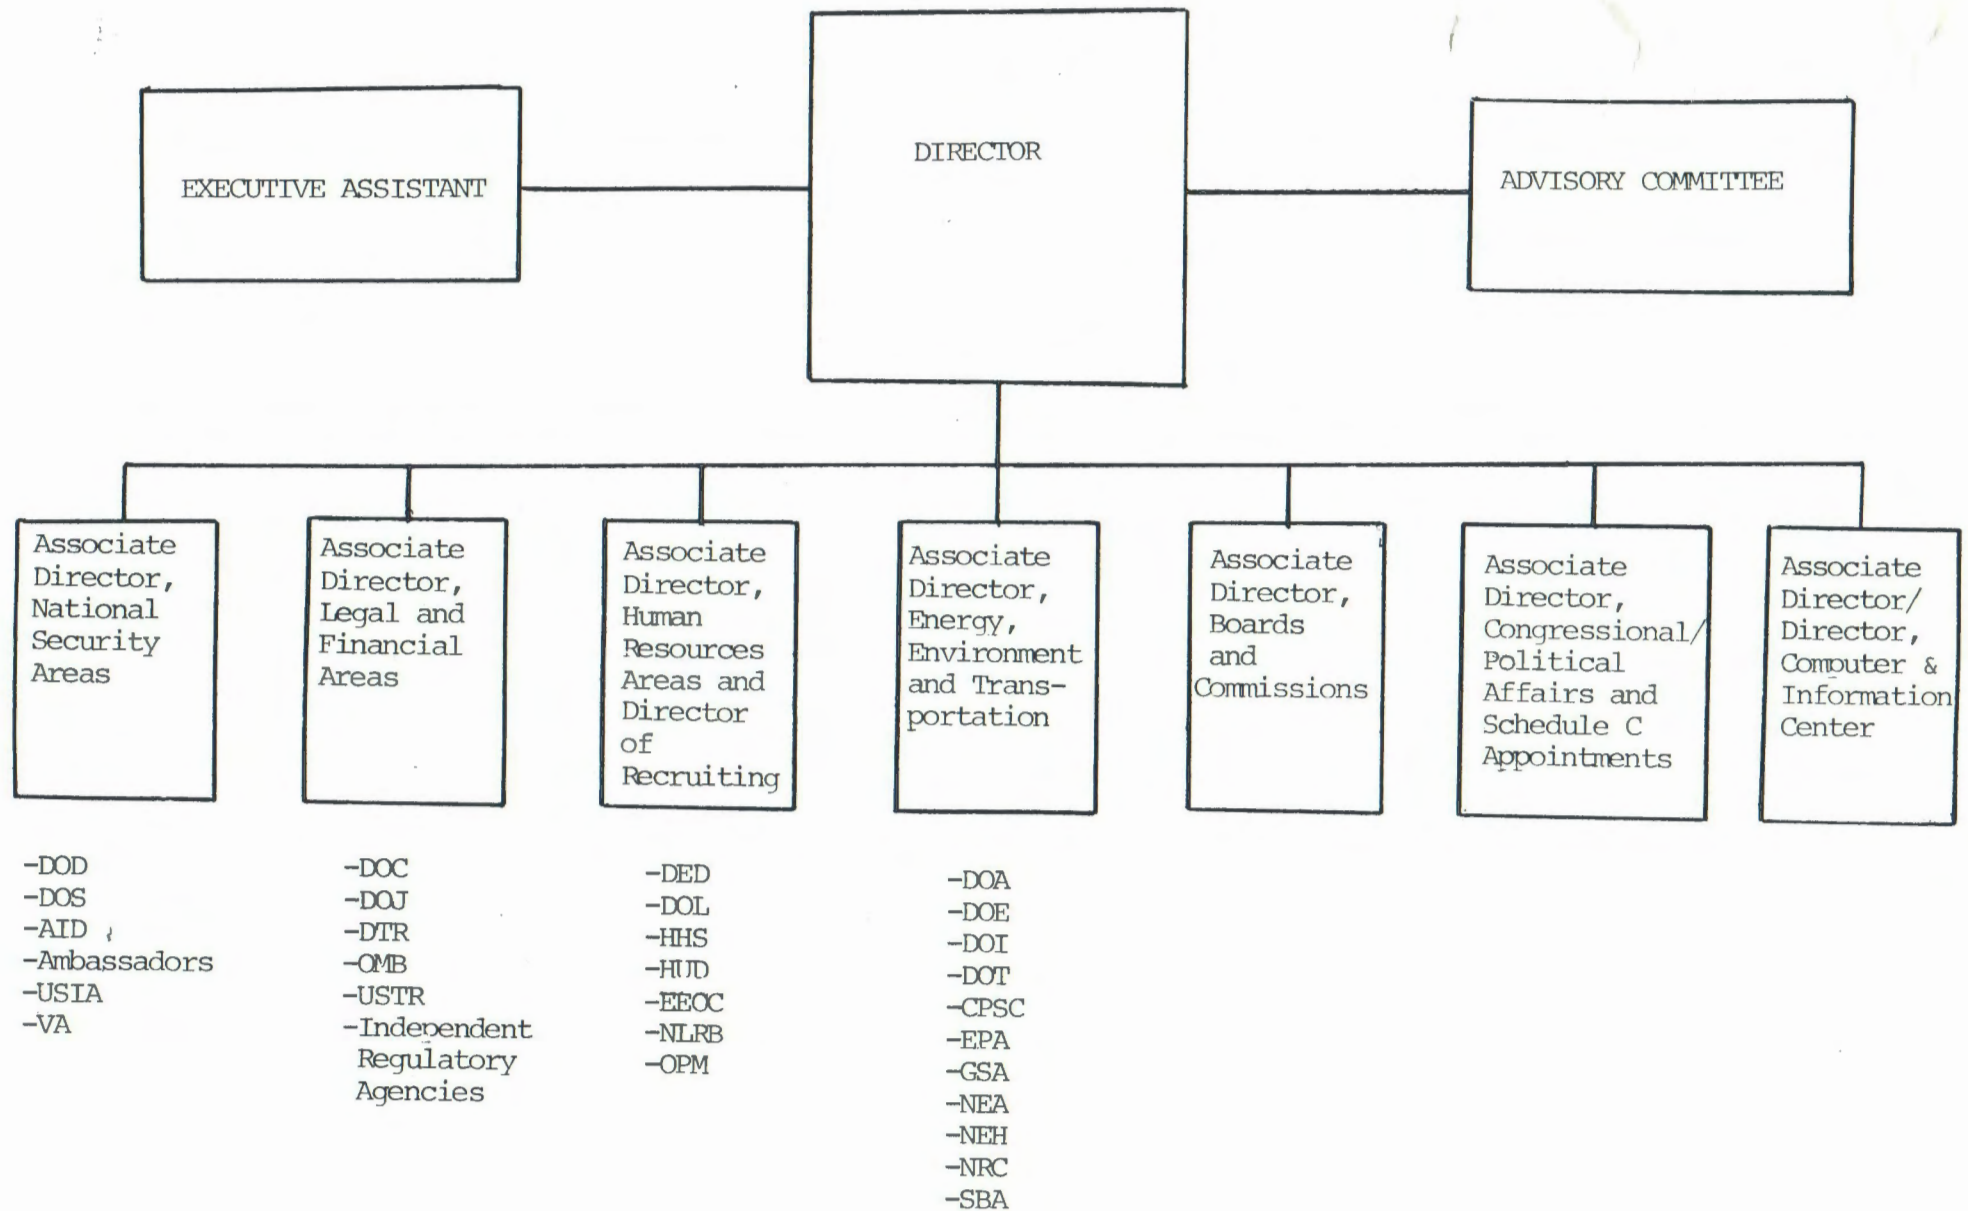 DIRECTOR
EXECUTIVE ASSISTANT
ADVISORY COMMITTEE
Associate
Director,
National
Security
Areas
Associate
Director,
Legal and
Financial
Areas
Associate
Director,
Human
Resources
Areas and
Director
of
Recruiting
Associate
Director,
Energy,
Environment
and Trans-
portation
Associate
Director,
Boards
and
Commissions
Associate
Director,
Congressional/
Political
Affairs and
Schedule C
Appointments
Associate
Director/
Director,
Computer &
Information
Center
-DOD
-DOS
-AID
-Ambassadors
-USIA
-VA
-DOC
-DOJ
-DTR
-OMB
-USTR
-Independent
Regulatory
Agencies
-DED
-DOL
-HHS
-HUD
-EEOC
-NLRB
-OPM
-DOA
-DOE
-DOI
-DOT
-CPSC
-EPA
-GSA
-NEA
-NEH
-NRC
-SBA